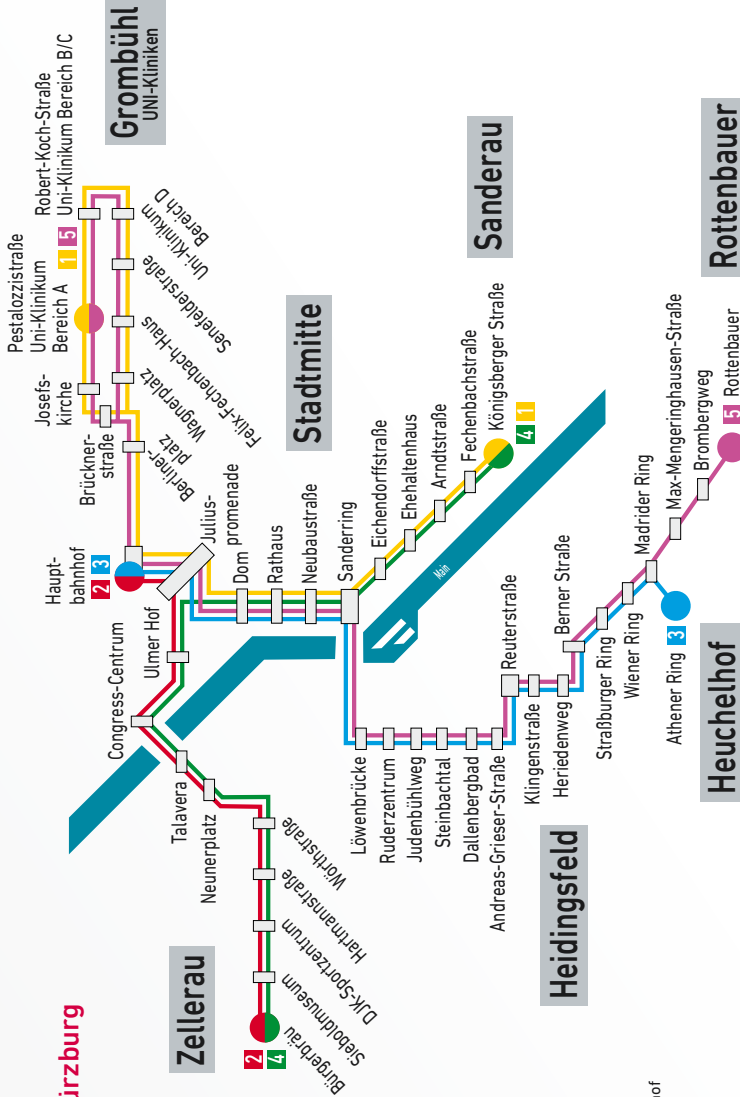 ürzburg
Grombühl
UNI-Kliniken
Robert-Koch-Straße
Uni-Klinikum Bereich B/C
Pestalozzistraße
Uni-Klinikum
Bereich A
1 5
Josefs-
kirche
Brückner-
straße
Uni-Klinikum
Bereich D
Senefelderstraße
Felix-Fechenbach-Haus
Wagnerplatz
Berliner-
platz
Haupt-
bahnhof
2 3
Julius-
promenade
Stadtmitte
Congress-Centrum
Ulmer Hof
Dom
Rathaus
Neubaustraße
Sanderring
Sanderau
Eichendorffstraße
Ehehaltenhaus
Arndtstraße
Fechenbachstraße
Königsberger Straße
4 1
Main
Talavera
Neunerplatz
Wörthstraße
Hartmannstraße
DJK-Sportzentrum
Sieboldmuseum
Bürgerbräu
2
4
Zellerau
Löwenbrücke
Ruderzentrum
Judenbühlweg
Steinbachtal
Dallenbergbad
Andreas-Grieser-Straße
Reuterstraße
Klingenstraße
Heriedenweg
Heidingsfeld
Berner Straße
Straßburger Ring
Wiener Ring
Madrider Ring
Athener Ring 3
Heuchelhof
Max-Mengeringhausen-Straße
Brombergweg
5 Rottenbauer
Rottenbauer
of